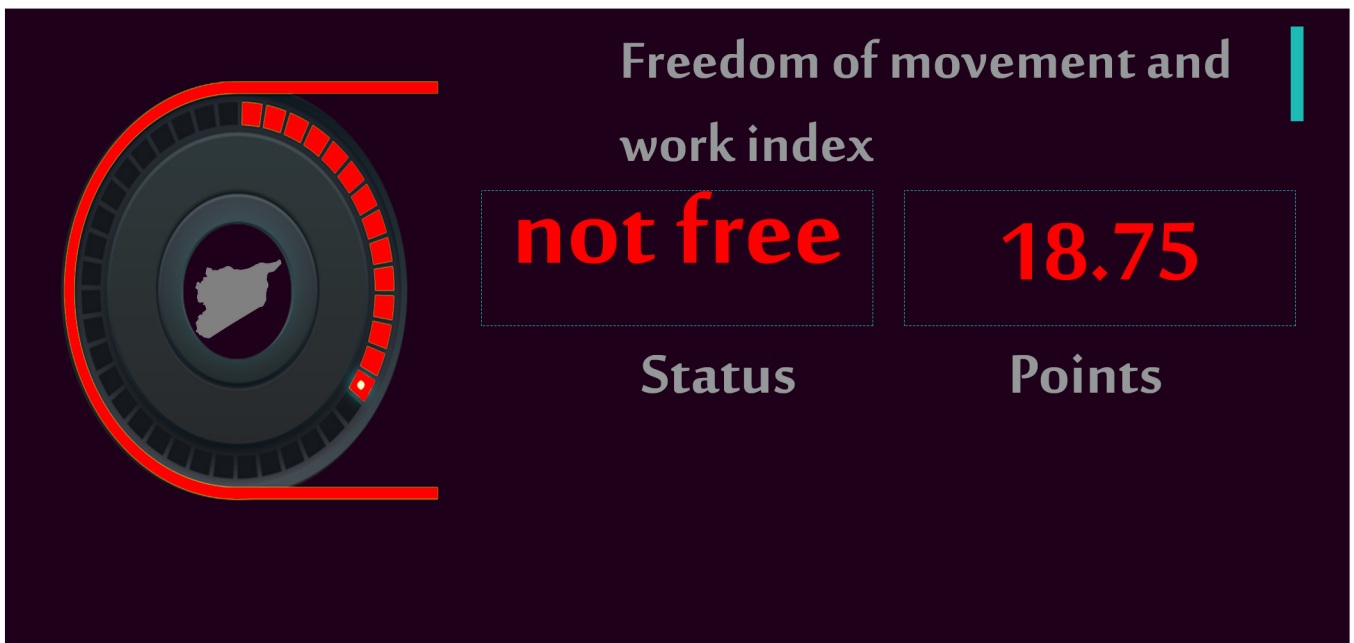 Freedom of movement and
work index
not free
18.75
Status
Points